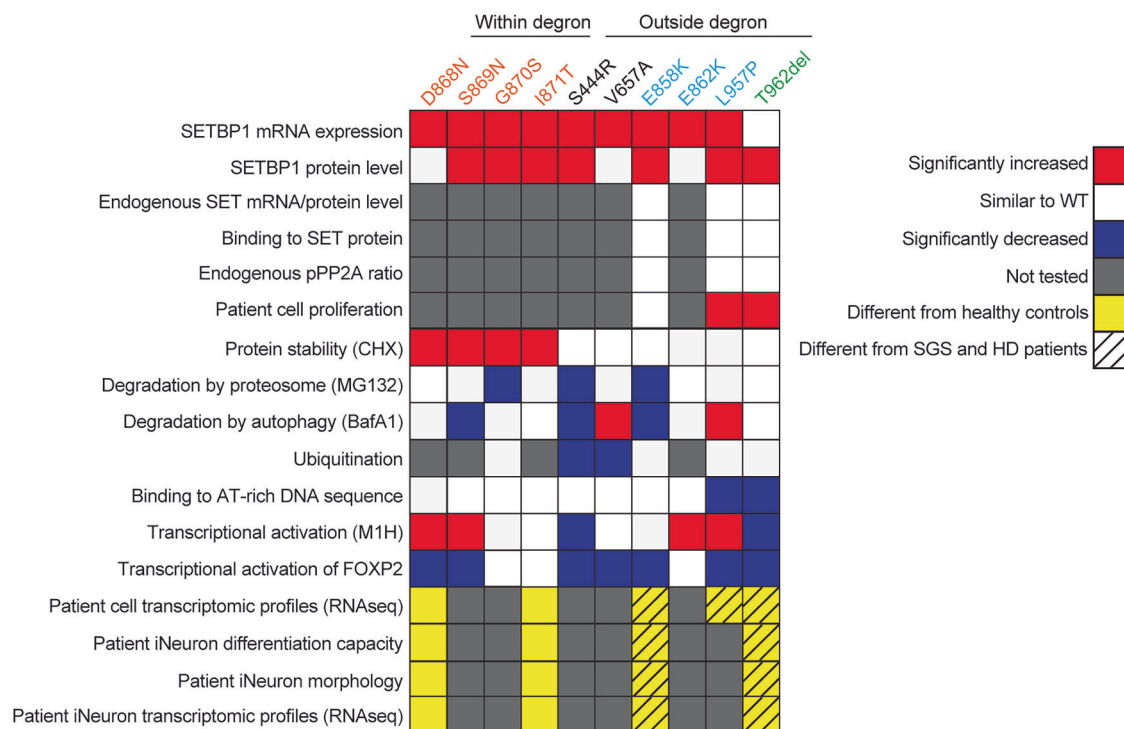 Within degron
Outside degron
D868N
S869N
G870S
I871T
S444R
V657A
E858K
E862K
L957P
T962del
SETBP1 mRNA expression
SETBP1 protein level
Endogenous SET mRNA/protein level
Binding to SET protein
Endogenous pPP2A ratio
Patient cell proliferation
Protein stability (CHX)
Degradation by proteosome (MG132)
Degradation by autophagy (BafA1)
Ubiquitination
Binding to AT-rich DNA sequence
Transcriptional activation (M1H)
Transcriptional activation of FOXP2
Patient cell transcriptomic profiles (RNAseq)
Patient iNeuron differentiation capacity
Patient iNeuron morphology
Patient iNeuron transcriptomic profiles (RNAseq)
Significantly increased
Similar to WT
Significantly decreased
Not tested
Different from healthy controls
Different from SGS and HD patients